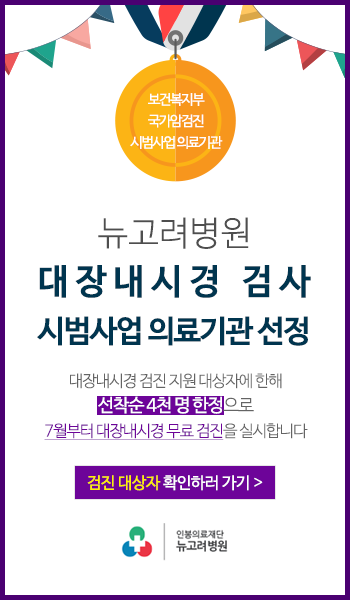 보건복지부
국가암검진
시범사업 의료기관
뉴고려병원
대장내시경 검사
시범사업 의료기관 선정
대장내시경 검진 지원 대상자에 한해
선착순 4천 명 한정으로
7월부터 대장내시경 무료 검진을 실시합니다
검진 대상자 확인하러 가기 >
인봉의료재단
뉴고려병원